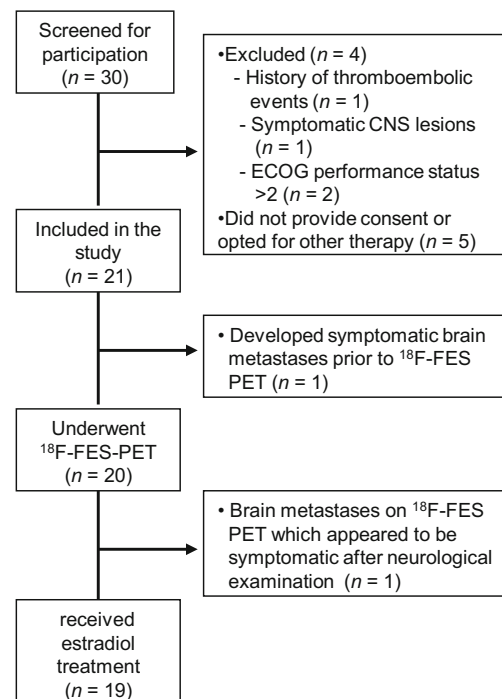 Screened for
participation
(n = 30)
•Excluded (n = 4)
- History of thromboembolic
events (n = 1)
- Symptomatic CNS lesions
(n = 1)
- ECOG performance status
>2 (n = 2)
•Did not provide consent or
opted for other therapy (n = 5)
Included in the
study
(n = 21)
• Developed symptomatic brain
metastases prior to ¹⁸F-FES
PET (n = 1)
Underwent
¹⁸F-FES-PET
(n = 20)
• Brain metastases on ¹⁸F-FES
PET which appeared to be
symptomatic after neurological
examination (n = 1)
received
estradiol
treatment
(n = 19)